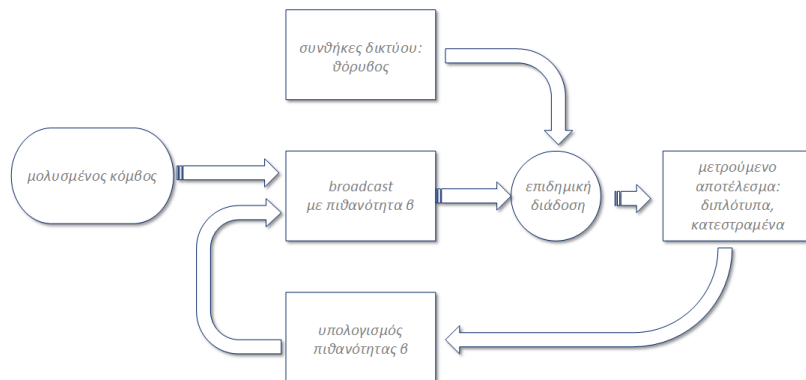 συνθήκες δικτύου:
θόρυβος
μολυσμένος κόμβος
broadcast
με πιθανότητα β
επιδημική
διάδοση
μετρούμενο
αποτέλεσμα:
διπλότυπα,
κατεστραμένα
υπολογισμός
πιθανότητας β